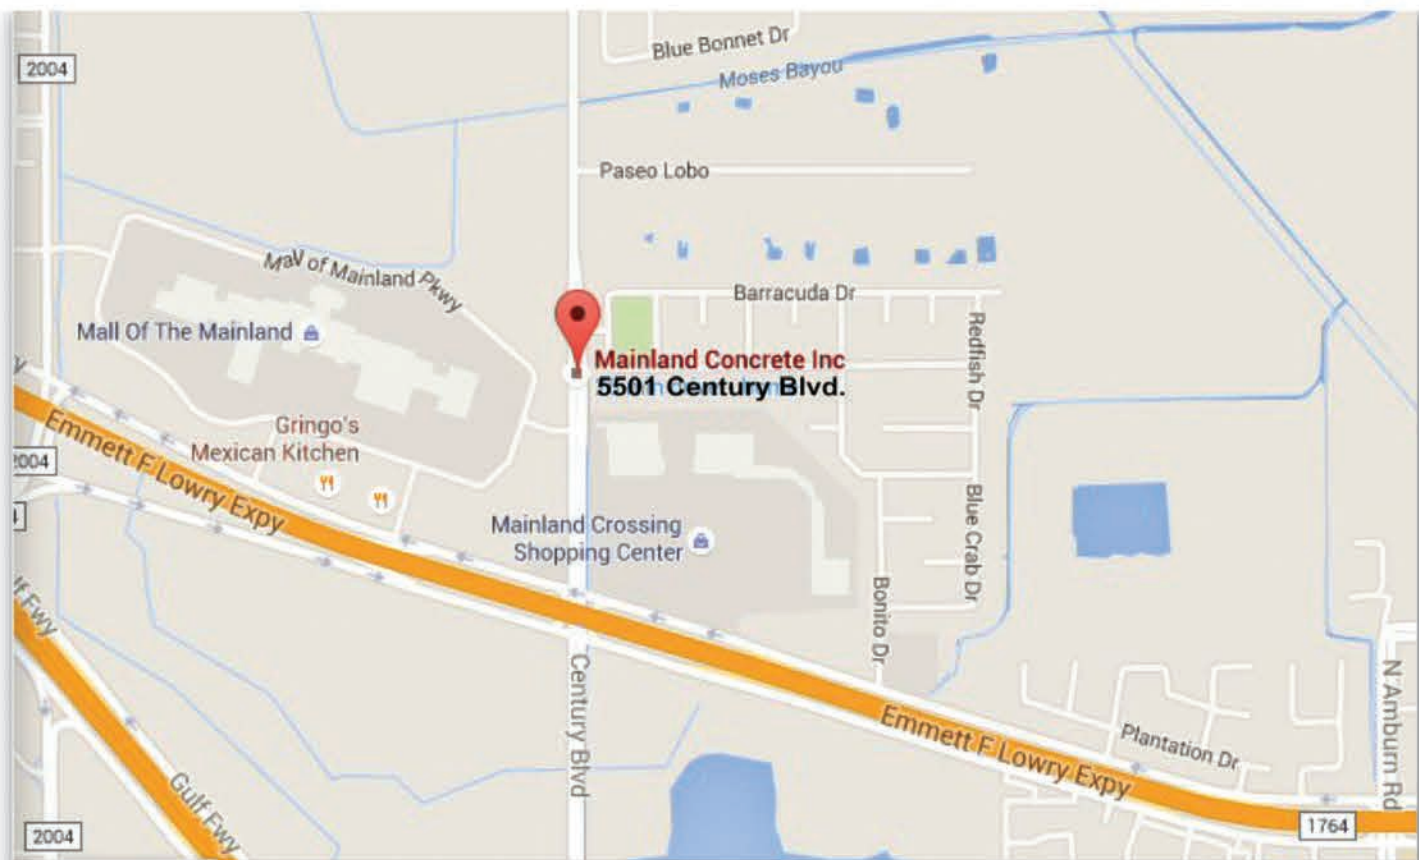 Blue Bonnet Dr
2004
Moses Bayou
Paseo Lobo
Mall of Mainland Pkwy
Barracuda Dr
Mall Of The Mainland
Redfish Dr
Mainland Concrete Inc
5501 Century Blvd.
Gringo's
Mexican Kitchen
Emmett F Lowry Expy
2004
Mainland Crossing
Shopping Center
Blue Crab Dr
Bonito Dr
Century Blvd
N Amburn Rd
Emmett F Lowry Expy
Plantation Dr
Gulf Fwy
1764
2004